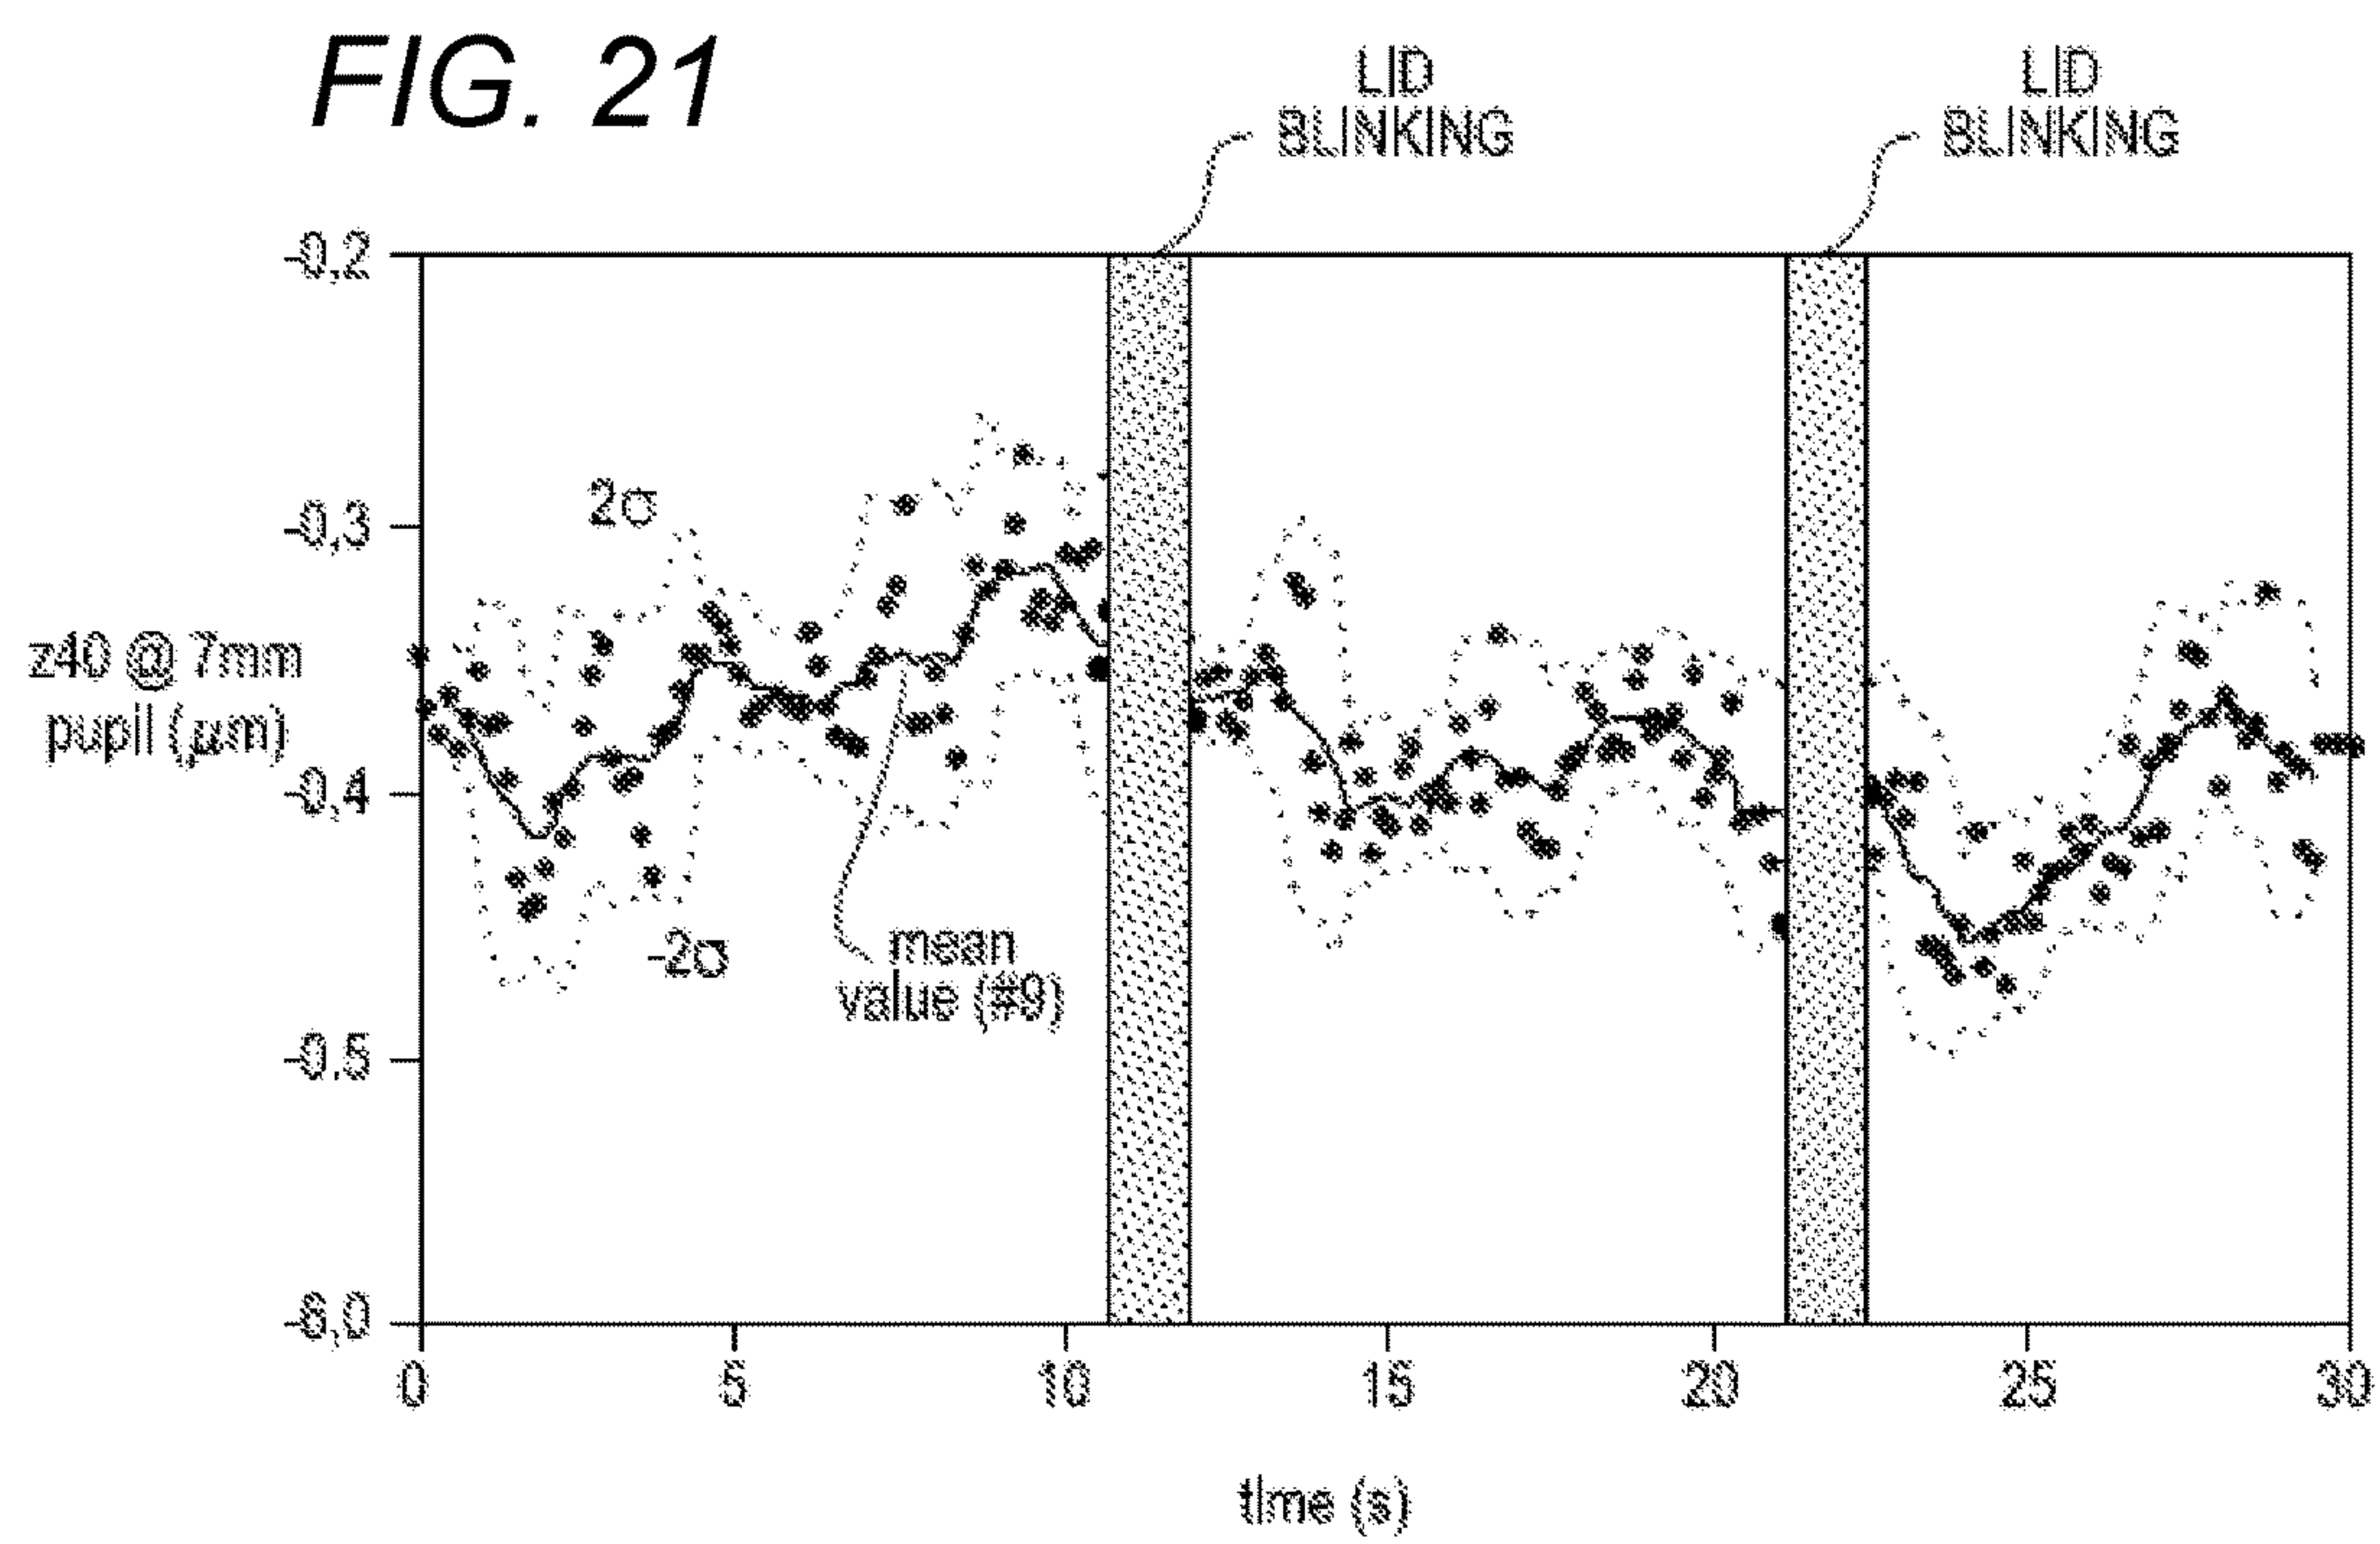 FIG. 21
LID
BLINKING
LID
BLINKING
-0,2
2σ
-0,3
z40 @ 7mm
pupil (µm)
-0,4
-2σ
mean
value (#9)
-0.5
-6,0
0 5 10 15 20 25 30
time (s)